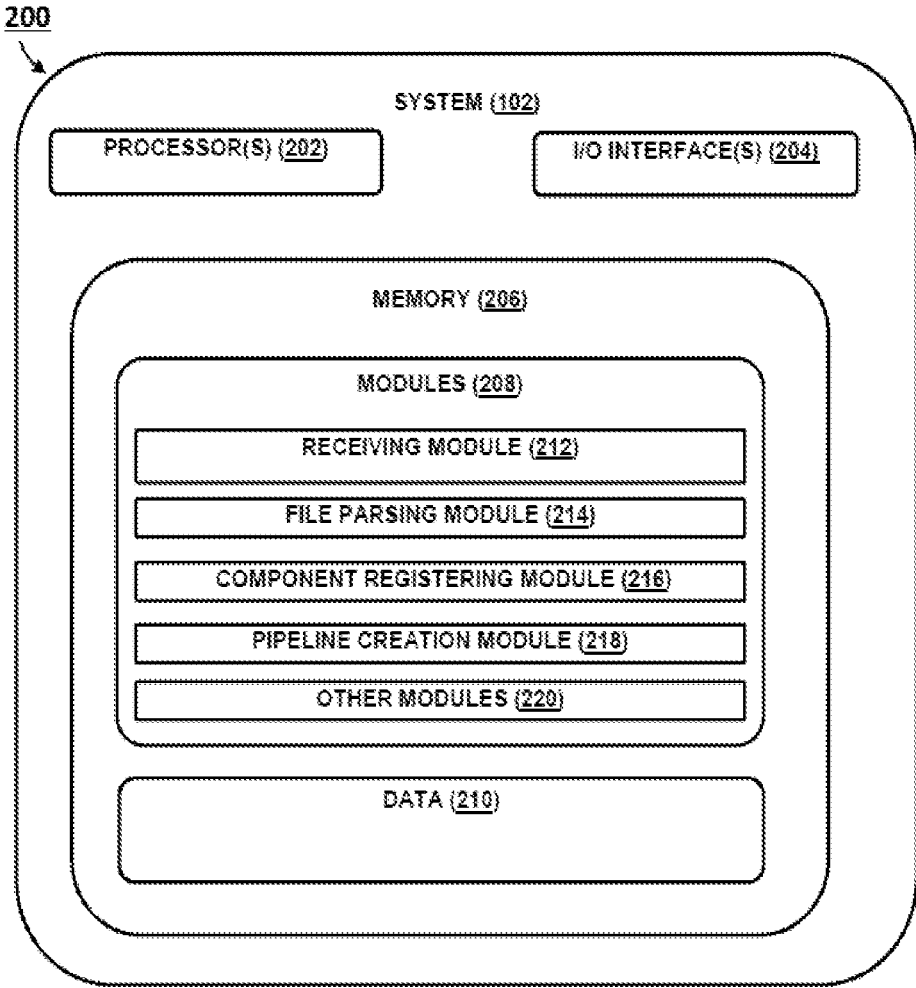 200
SYSTEM (102)
PROCESSOR(S) (202)
I/O INTERFACE(S) (204)
MEMORY (206)
MODULES (208)
RECEIVING MODULE (212)
FILE PARSING MODULE (214)
COMPONENT REGISTERING MODULE (216)
PIPELINE CREATION MODULE (218)
OTHER MODULES (220)
DATA (210)